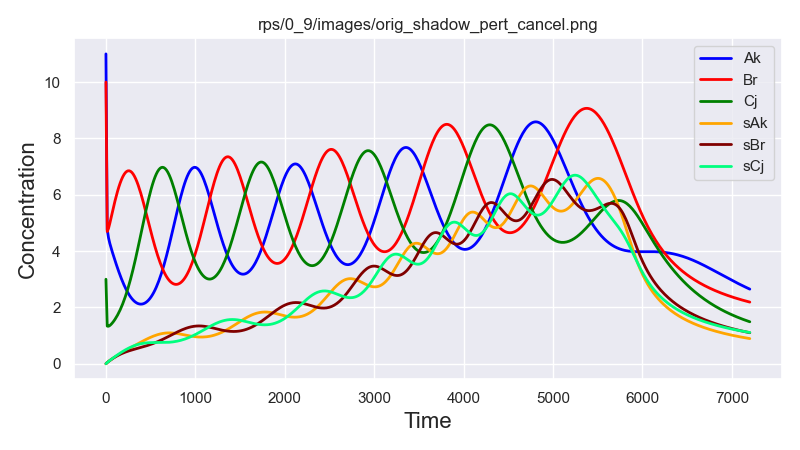 rps/0_9/images/orig_shadow_pert_cancel.png
Concentration
10
8
6
4
2
0
Ak
Br
Cj
sAk
sBr
sCj
0 1000 2000 3000 4000 5000 6000 7000
Time